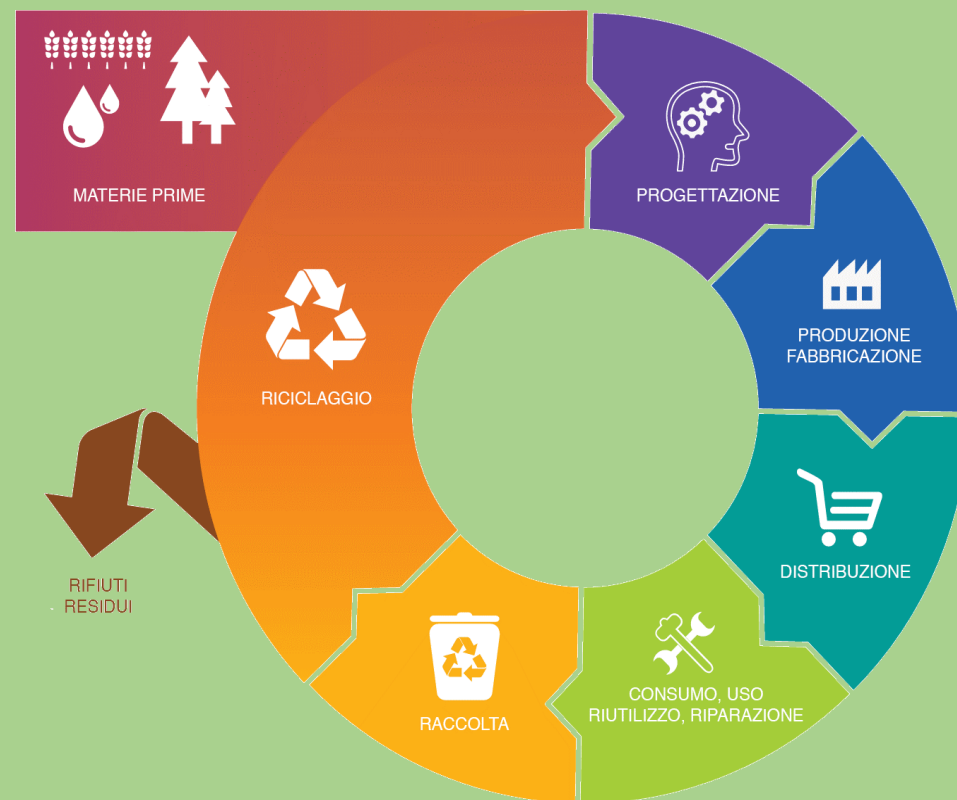 MATERIE PRIME
PROGETTAZIONE
PRODUZIONE
FABBRICAZIONE
DISTRIBUZIONE
CONSUMO, USO
RIUTILIZZO, RIPARAZIONE
RACCOLTA
RICICLAGGIO
RIFIUTI
RESIDUI